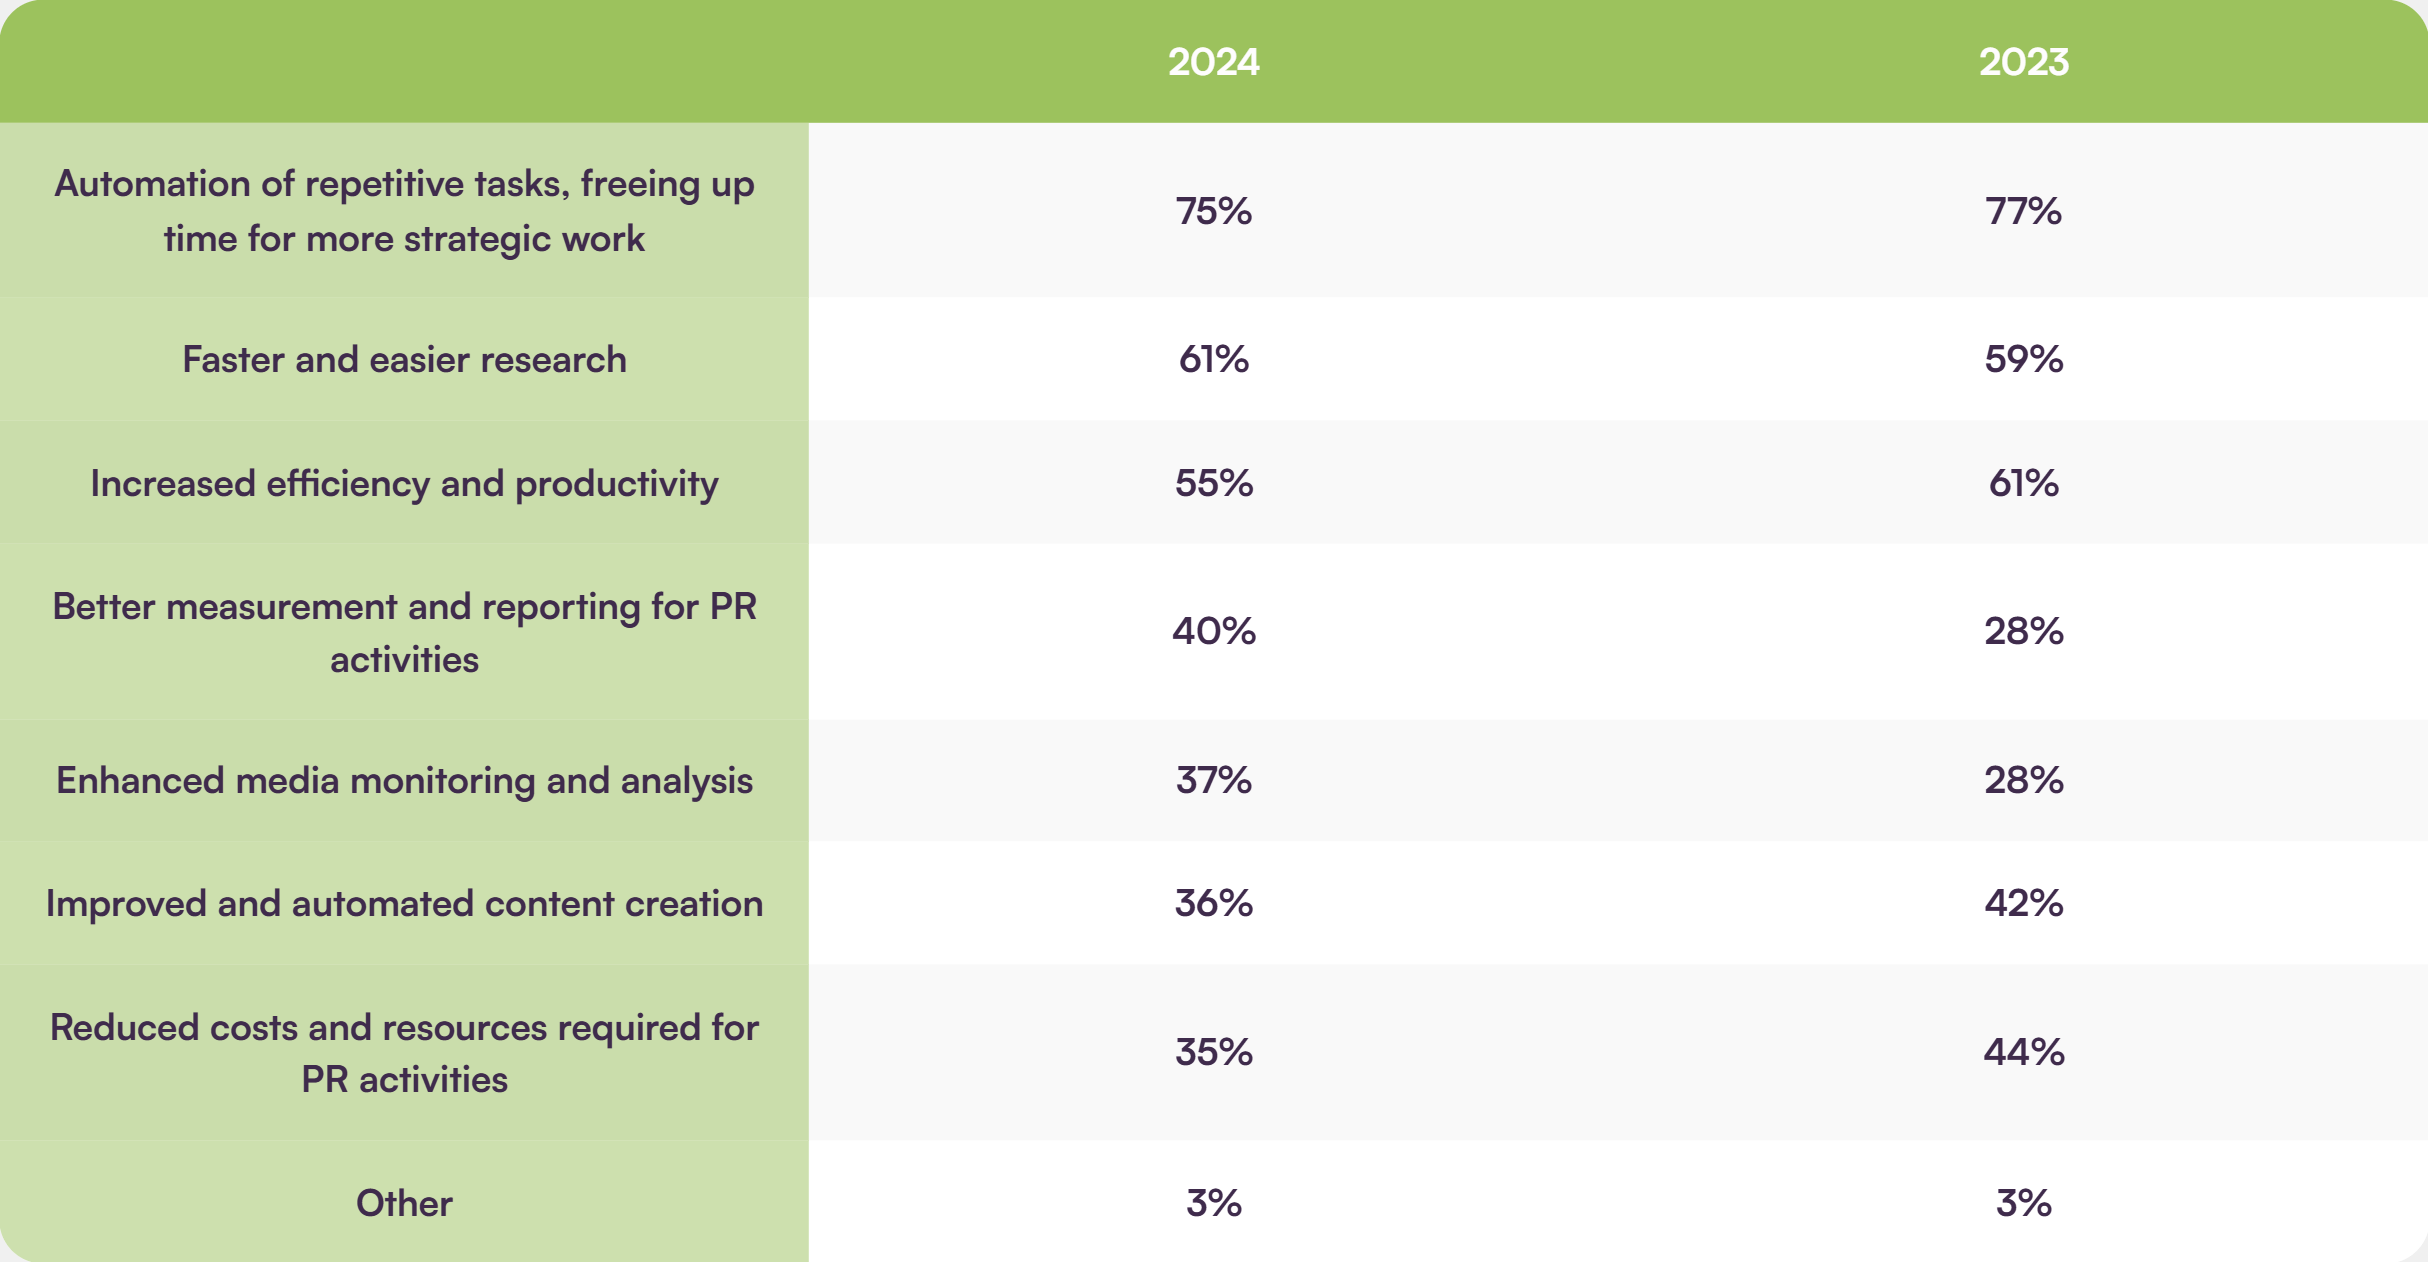 2024 2023
Automation of repetitive tasks, freeing up
time for more strategic work
75% 77%
Faster and easier research 61% 59%
Increased efficiency and productivity 55% 61%
Better measurement and reporting for PR
activities
40% 28%
Enhanced media monitoring and analysis 37% 28%
Improved and automated content creation 36% 42%
Reduced costs and resources required for
PR activities
35% 44%
Other 3% 3%